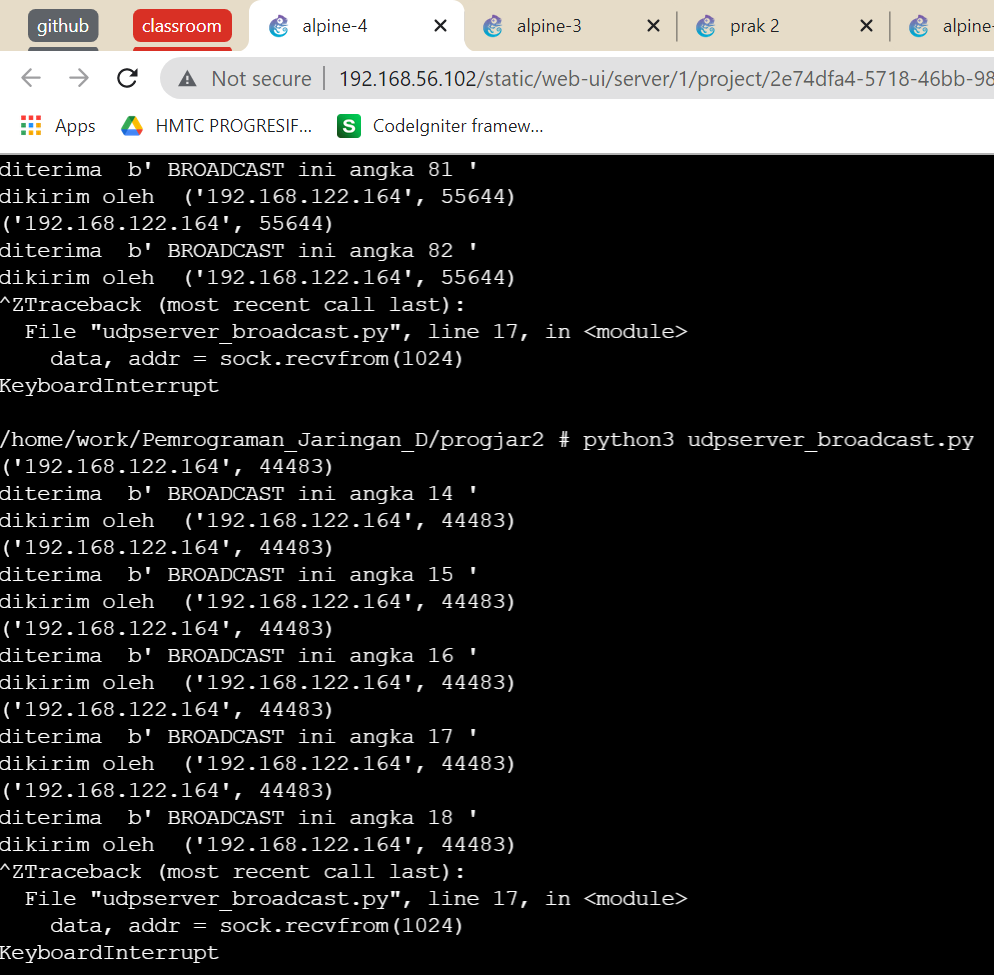 github classroom alpine-4 alpine-3 prak 2 alpine-
Not secure 192.168.56.102/static/web-ui/server/1/project/2e74dfa4-5718-46bb-98
Apps HMTC PROGRESIF... S CodeIgniter framew...
diterima  b' BROADCAST ini angka 81 '
dikirim oleh  ('192.168.122.164', 55644)
('192.168.122.164', 55644)
diterima  b' BROADCAST ini angka 82 '
dikirim oleh  ('192.168.122.164', 55644)
^ZTraceback (most recent call last):
  File "udpserver_broadcast.py", line 17, in <module>
    data, addr = sock.recvfrom(1024)
KeyboardInterrupt
/home/work/Pemrograman_Jaringan_D/progjar2 # python3 udpserver_broadcast.py
('192.168.122.164', 44483)
diterima  b' BROADCAST ini angka 14 '
dikirim oleh  ('192.168.122.164', 44483)
('192.168.122.164', 44483)
diterima  b' BROADCAST ini angka 15 '
dikirim oleh  ('192.168.122.164', 44483)
('192.168.122.164', 44483)
diterima  b' BROADCAST ini angka 16 '
dikirim oleh  ('192.168.122.164', 44483)
('192.168.122.164', 44483)
diterima  b' BROADCAST ini angka 17 '
dikirim oleh  ('192.168.122.164', 44483)
('192.168.122.164', 44483)
diterima  b' BROADCAST ini angka 18 '
dikirim oleh  ('192.168.122.164', 44483)
^ZTraceback (most recent call last):
  File "udpserver_broadcast.py", line 17, in <module>
    data, addr = sock.recvfrom(1024)
KeyboardInterrupt